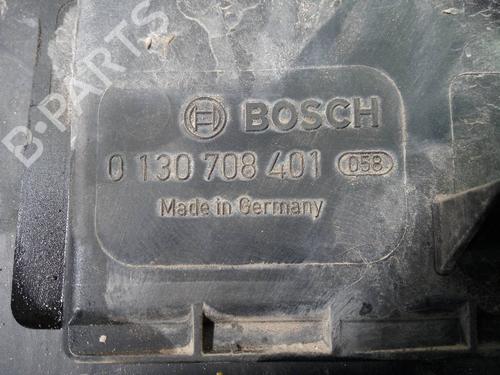 B-PARTS
BOSCH
0 130 708 401 058
Made in Germany